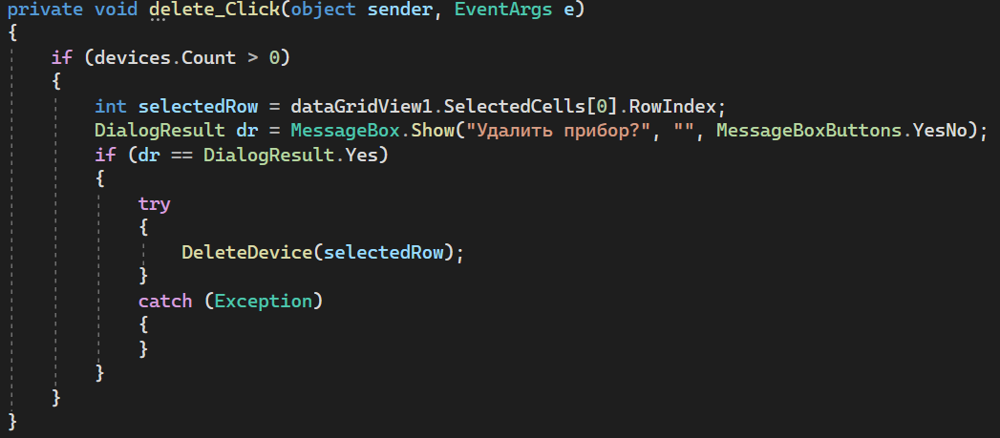 private void delete_Click(object sender, EventArgs e)
{
if (devices.Count > 0)
{
int selectedRow = dataGridView1.SelectedCells[0].RowIndex;
DialogResult dr = MessageBox.Show("Удалить прибор?", "", MessageBoxButtons.YesNo);
if (dr == DialogResult.Yes)
{
try
{
DeleteDevice(selectedRow);
}
catch (Exception)
{
}
}
}
}